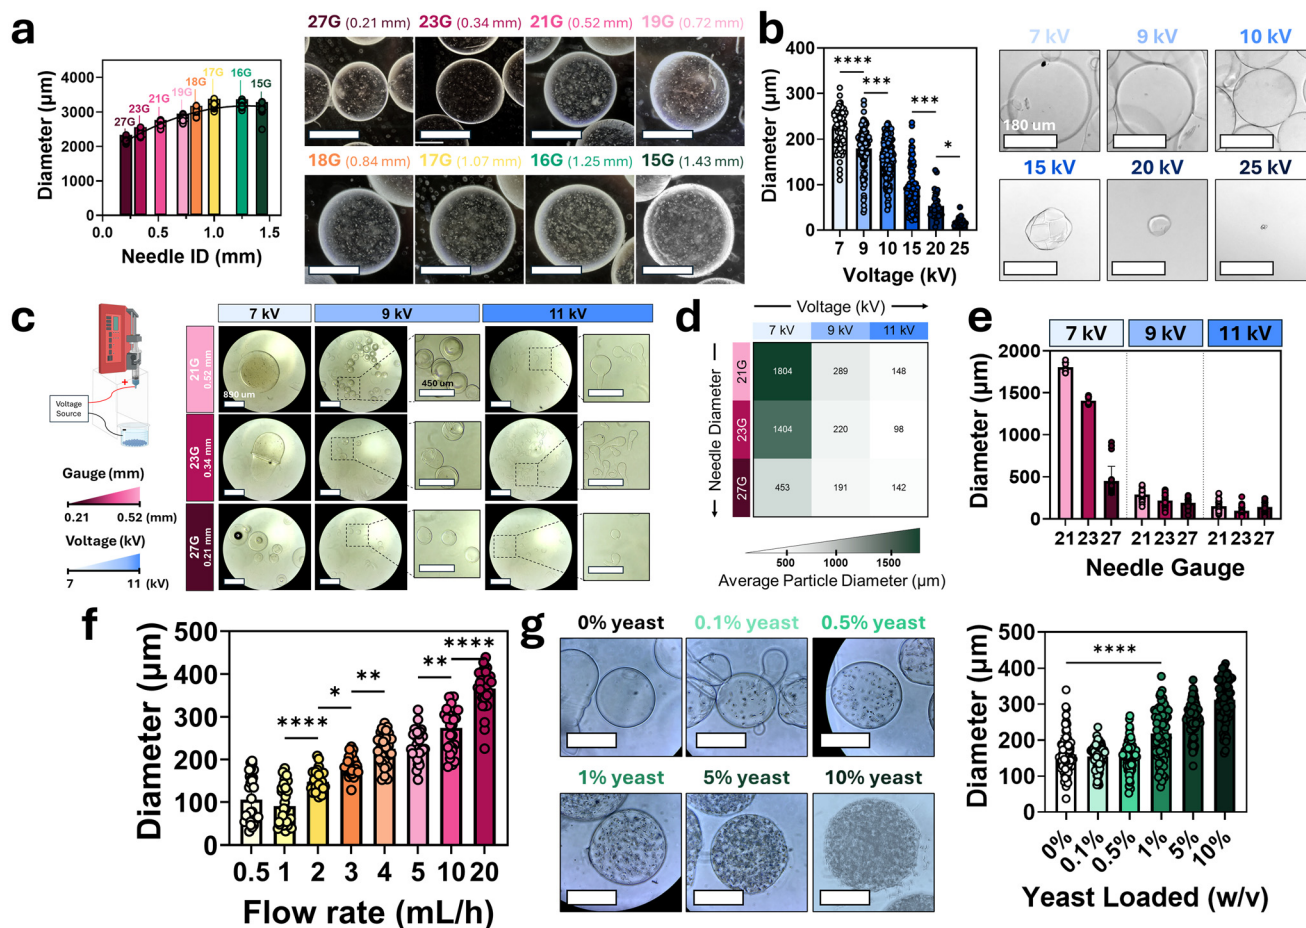 a
27G (0.21 mm) 23G (0.34 mm) 21G (0.52 mm) 19G (0.72 mm)
18G (0.84 mm) 17G (1.07 mm) 16G (1.25 mm) 15G (1.43 mm)
Diameter (µm)
4000
3000
2000
1000
0
27G
23G
21G
19G
18G
17G
16G
15G
0.0 0.5 1.0 1.5
Needle ID (mm)
b
Diameter (µm)
400
300
200
100
0
****
***
***
*
7 9 10 15 20 25
Voltage (kV)
7 kV 9 kV 10 kV
180 um
15 kV 20 kV 25 kV
c
+
-
Voltage
Source
Gauge (mm)
0.21 0.52 (mm)
Voltage (kV)
7 11 (kV)
7 kV 9 kV 11 kV
21G
0.52 mm
890 um
450 um
23G
0.34 mm
27G
0.21 mm
d
Voltage (kV)
7 kV 9 kV 11 kV
Needle Diameter
21G 1804 289 148
23G 1404 220 98
27G 453 191 142
500 1000 1500
Average Particle Diameter (µm)
e
7 kV 9 kV 11 kV
Diameter (µm)
2000
1500
1000
500
0
21 23 27 21 23 27 21 23 27
Needle Gauge
f
Diameter (µm)
500
400
300
200
100
0
****
*
**
**
****
0.5 1 2 3 4 5 10 20
Flow rate (mL/h)
g
0% yeast 0.1% yeast 0.5% yeast
1% yeast 5% yeast 10% yeast
Diameter (µm)
500
400
300
200
100
0
****
0% 0.1% 0.5% 1% 5% 10%
Yeast Loaded (w/v)